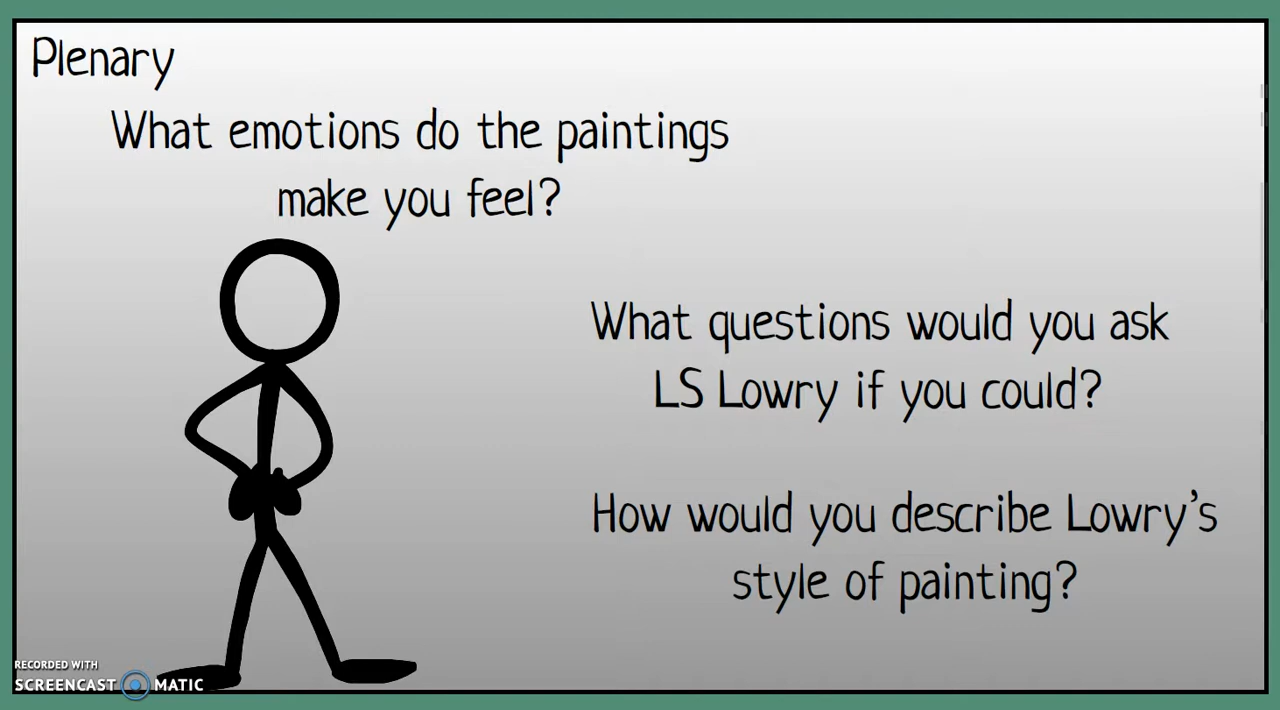 Plenary
What emotions do the paintings
make you feel?
What questions would you ask
LS Lowry if you could?
How would you describe Lowry's
style of painting?
RECORDED WITH
SCREENCAST MATIC